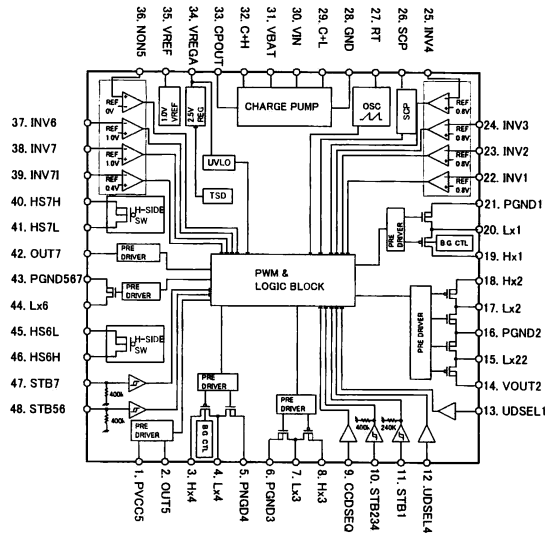 36. NON5
35. VREF
34. VREGA
33. CPOUT
32. C+H
31. VBAT
30. VIN
29. C+L
28. GND
27. RT
26. SCP
25. INV4
REF
0V
1.0V
VREF
2.5V
REG
CHARGE PUMP
OSC
SCP
REF
0.8V
37. INV6
REF
1.0V
38. INV7
REF
1.0V
39. INV7I
REF
0.4V
UVLO
TSD
24. INV3
REF
0.8V
23. INV2
REF
0.8V
22. INV1
REF
0.8V
40. HS7H
H-SIDE
SW
41. HS7L
42. OUT7
PRE
DRIVER
43. PGND567
PRE
DRIVER
44. Lx6
45. HS6L
H-SIDE
SW
46. HS6H
47. STB7
400k
48. STB56
400k
PRE
DRIVER
PWM &
LOGIC BLOCK
21. PGND1
PRE
DRIVER
20. Lx1
B.G. CTL
19. Hx1
18. Hx2
17. Lx2
PRE DRIVER
16. PGND2
15. Lx22
14. VOUT2
13. UDSEL1
PRE
DRIVER
B.G. CTL
PRE
DRIVER
400k
240K
1. PVCC5
2. OUT5
3. Hx4
4. Lx4
5. PNGD4
6. PGND3
7. Lx3
8. Hx3
9. CCDSEQ
10. STB234
11. STB1
12 .UDSEL4